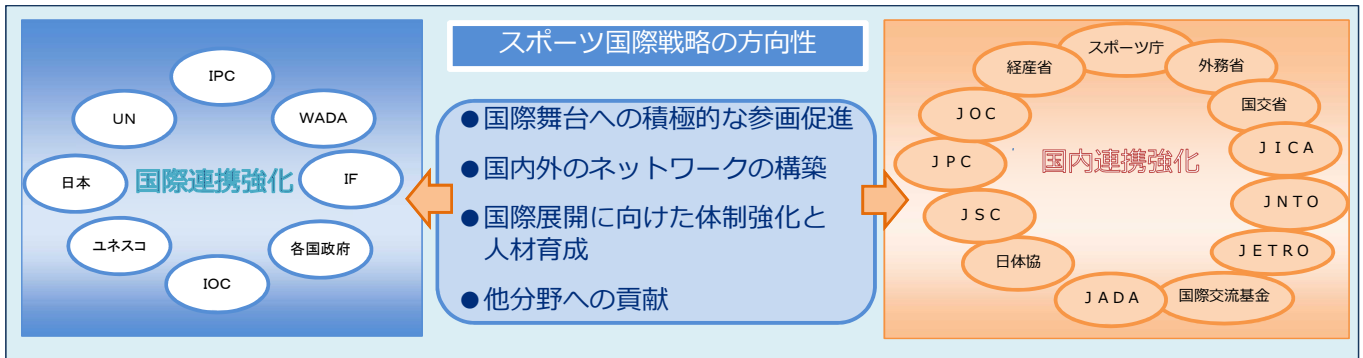 スポーツ国際戦略の方向性
IPC
UN
WADA
日本
国際連携強化
IF
ユネスコ
各国政府
IOC
●国際舞台への積極的な参画促進
●国内外のネットワークの構築
●国際展開に向けた体制強化と
人材育成
●他分野への貢献
スポーツ庁
経産省
外務省
ＪＯＣ
国交省
ＪＰＣ
国内連携強化
ＪＩＣＡ
ＪＳＣ
ＪＮＴＯ
日体協
ＪＥＴＲＯ
ＪＡＤＡ
国際交流基金